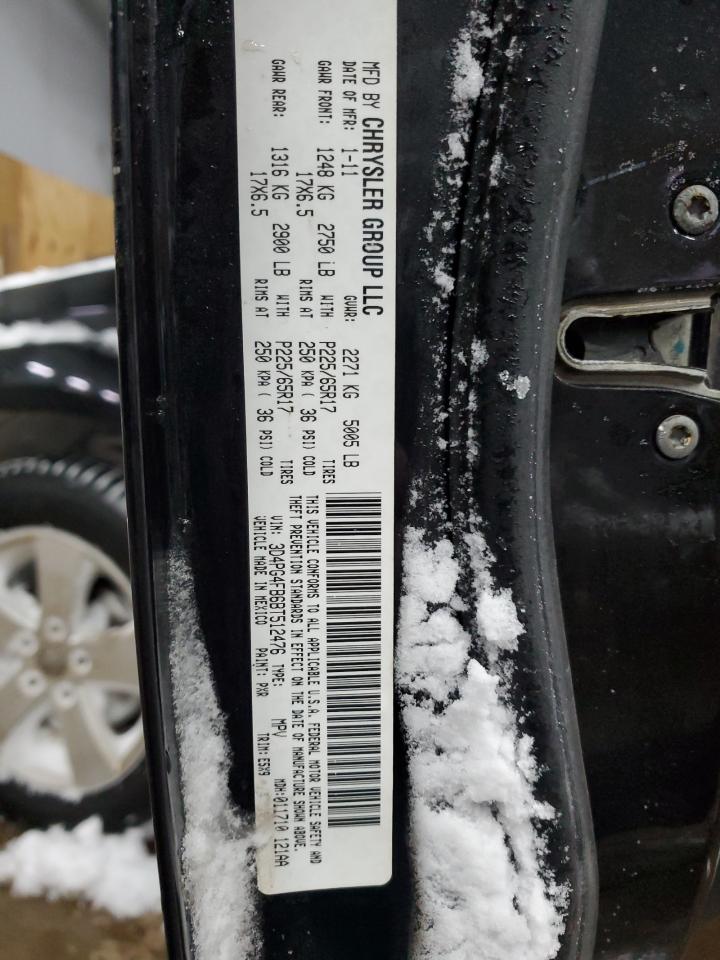 MFD BY CHRYSLER GROUP LLC
DATE OF MFR: 1-11 GVWR: 2271 KG 5005 LB
GAWR FRONT: 1248 KG 2750 LB WITH P225/65R17 TIRES
17X6.5 RIMS AT 250 KPA ( 36 PSI) COLD
GAWR REAR: 1316 KG 2900 LB WITH P225/65R17 TIRES
17X6.5 RIMS AT 250 KPA ( 36 PSI) COLD
THIS VEHICLE CONFORMS TO ALL APPLICABLE U.S.A. FEDERAL MOTOR VEHICLE SAFETY AND
THEFT PREVENTION STANDARDS IN EFFECT ON THE DATE OF MANUFACTURE SHOWN ABOVE.
VIN: 3D4PG4FB6BT512476 TYPE: MPV MDH:011710 121AA
VEHICLE MADE IN MEXICO PAINT: PXR TRIM: E5X9